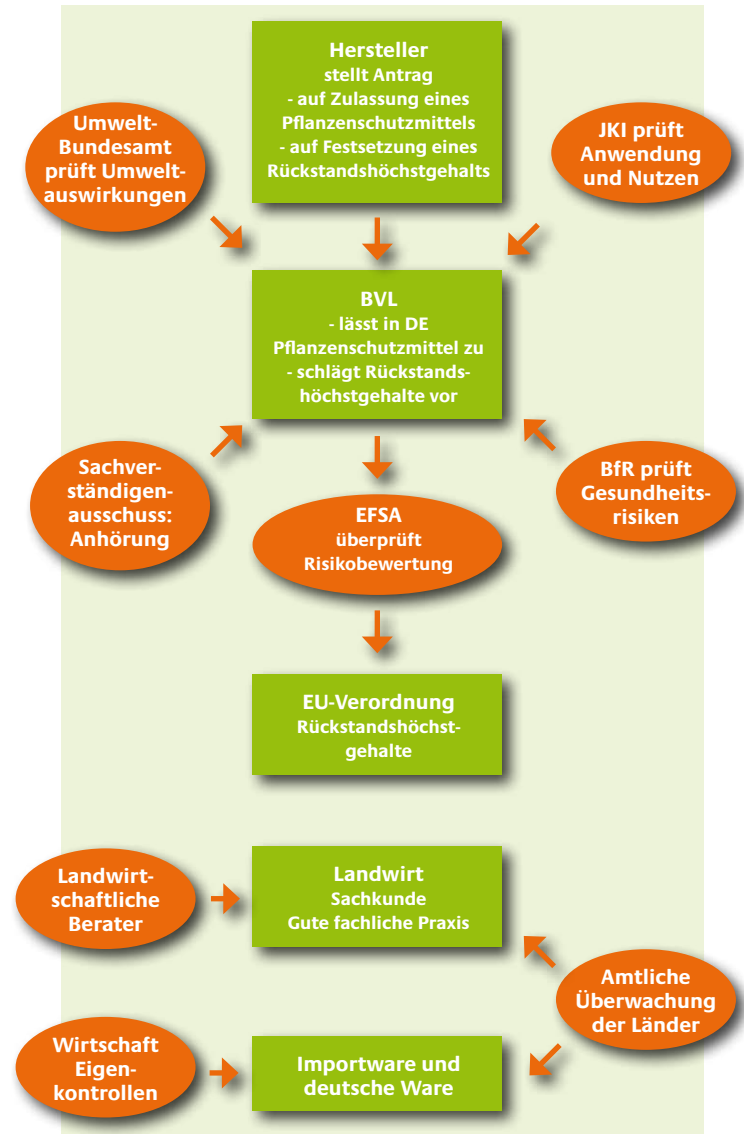 Hersteller
stellt Antrag
- auf Zulassung eines
Pflanzenschutzmittels
- auf Festsetzung eines
Rückstandshöchstgehalts
Umwelt-
Bundesamt
prüft Umwelt-
auswirkungen
JKI prüft
Anwendung
und Nutzen
BVL
- lässt in DE
Pflanzenschutzmittel zu
- schlägt Rückstands-
höchstgehalte vor
Sachver-
ständigen-
ausschuss:
Anhörung
BfR prüft
Gesundheits-
risiken
EFSA
überprüft
Risikobewertung
EU-Verordnung
Rückstandshöchst-
gehalte
Landwirt-
schaftliche
Berater
Landwirt
Sachkunde
Gute fachliche Praxis
Amtliche
Überwachung
der Länder
Wirtschaft
Eigen-
kontrollen
Importware und
deutsche Ware